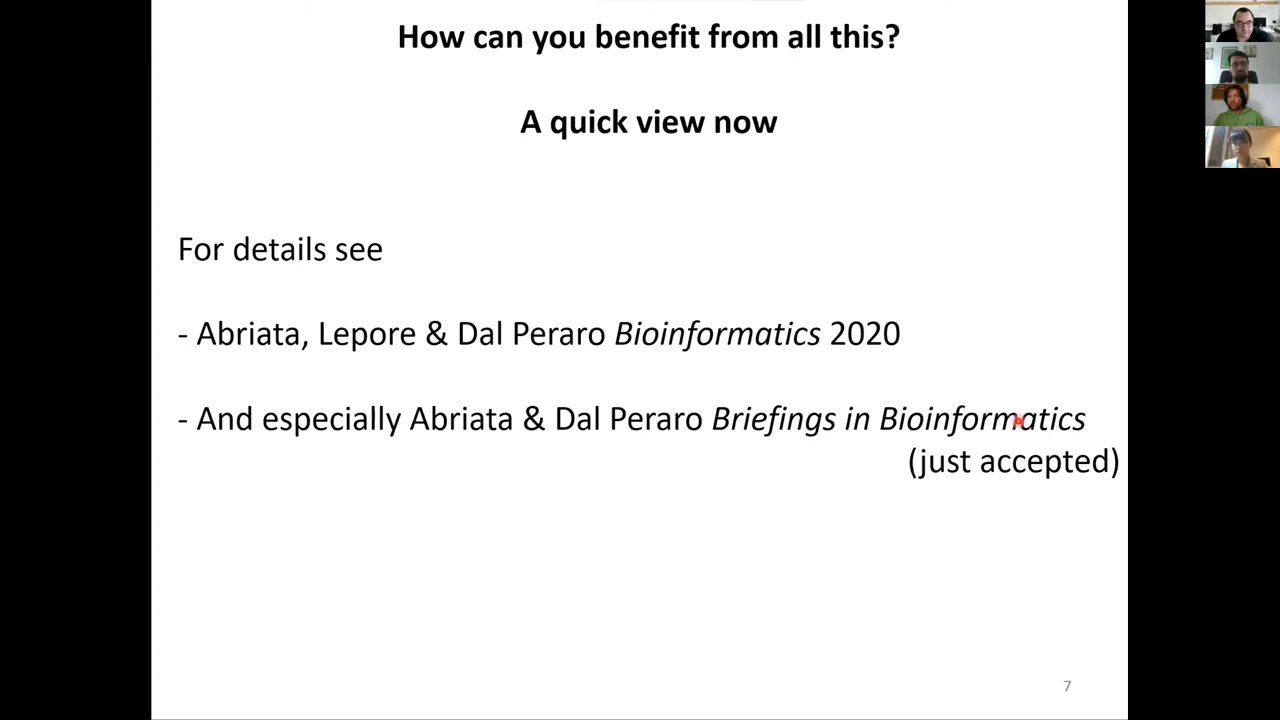 How can you benefit from all this?
A quick view now
For details see
- Abriata, Lepore & Dal Peraro Bioinformatics 2020
- And especially Abriata & Dal Peraro Briefings in Bioinformatics
(just accepted)
7